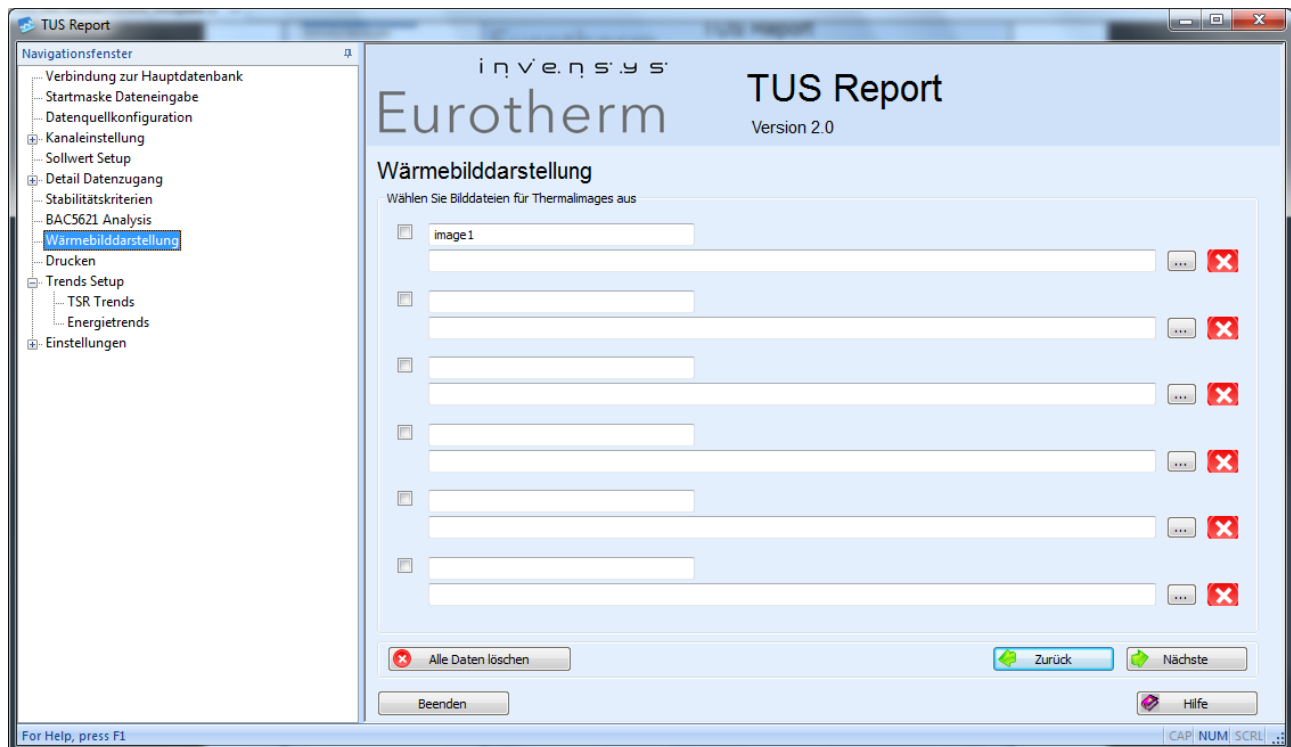 TUS Report
Navigationsfenster
Verbindung zur Hauptdatenbank
Startmaske Dateneingabe
Datenquellkonfiguration
Kanaleinstellung
Sollwert Setup
Detail Datenzugang
Stabilitätskriterien
BAC5621 Analysis
Wärmebilddarstellung
Drucken
Trends Setup
TSR Trends
Energietrends
Einstellungen
invensys
Eurotherm
TUS Report
Version 2.0
Wärmebilddarstellung
Wählen Sie Bilddateien für Thermalimages aus
image1
...
...
...
...
...
...
Alle Daten löschen
Zurück
Nächste
Beenden
Hilfe
For Help, press F1
CAP NUM SCRL